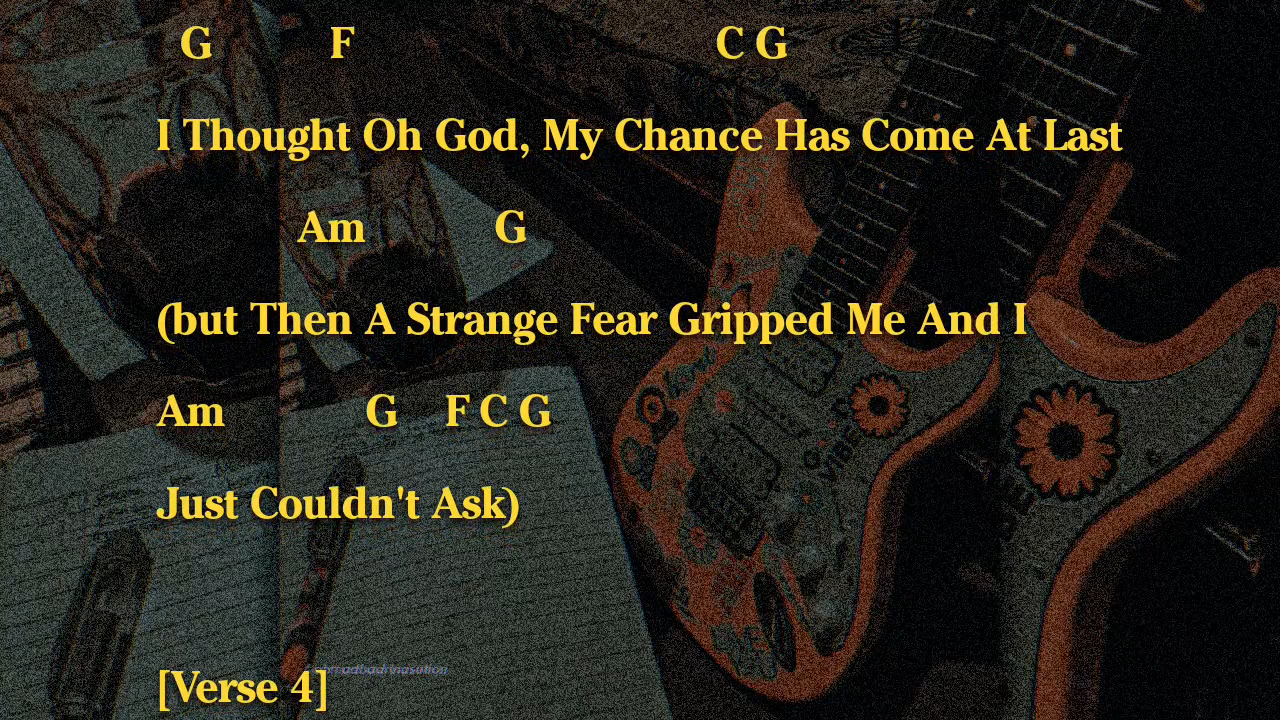 G F C G
I Thought Oh God, My Chance Has Come At Last
Am G
(but Then A Strange Fear Gripped Me And I
Am G F C G
Just Couldn't Ask)
[Verse 4]